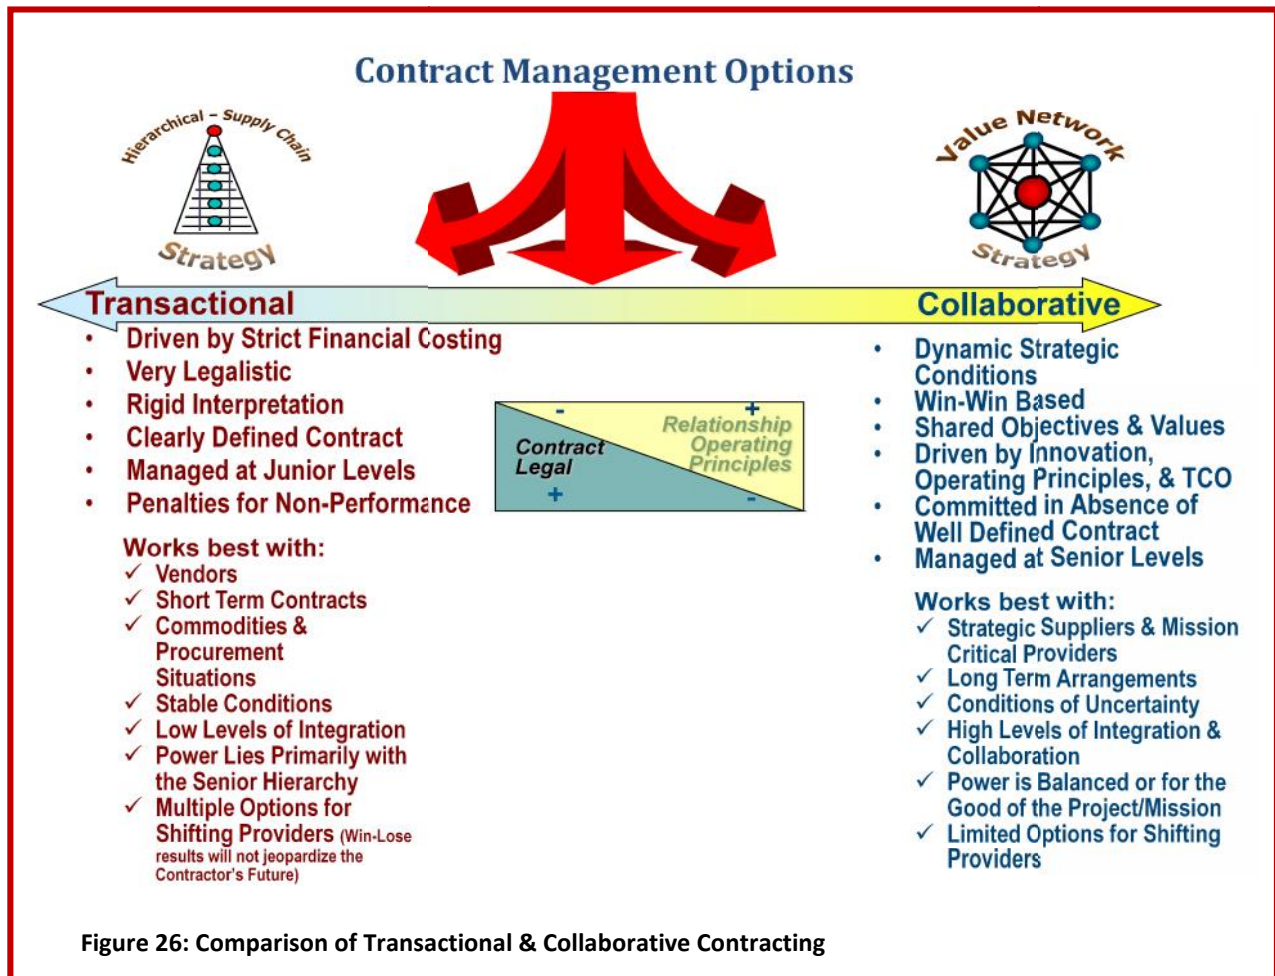 Contract Management Options
Hierarchical – Supply Chain
Strategy
Value Network
Strategy
Transactional
• Driven by Strict Financial Costing
• Very Legalistic
• Rigid Interpretation
• Clearly Defined Contract
• Managed at Junior Levels
• Penalties for Non-Performance
Works best with:
✓ Vendors
✓ Short Term Contracts
✓ Commodities &
Procurement
Situations
✓ Stable Conditions
✓ Low Levels of Integration
✓ Power Lies Primarily with
the Senior Hierarchy
✓ Multiple Options for
Shifting Providers (Win-Lose
results will not jeopardize the
Contractor's Future)
-
+
Relationship
Operating
Principles
Contract
Legal
+
-
Collaborative
• Dynamic Strategic
Conditions
• Win-Win Based
• Shared Objectives & Values
• Driven by Innovation,
Operating Principles, & TCO
• Committed in Absence of
Well Defined Contract
• Managed at Senior Levels
Works best with:
✓ Strategic Suppliers & Mission
Critical Providers
✓ Long Term Arrangements
✓ Conditions of Uncertainty
✓ High Levels of Integration &
Collaboration
✓ Power is Balanced or for the
Good of the Project/Mission
✓ Limited Options for Shifting
Providers
Figure 26: Comparison of Transactional & Collaborative Contracting